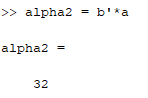 >> alpha2 = b'*a
alpha2 =
32